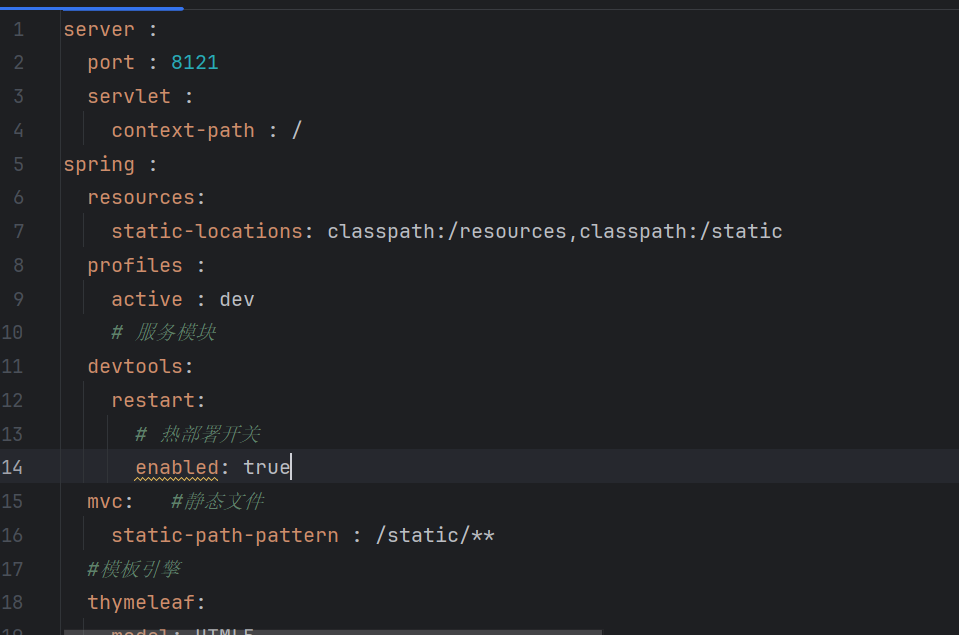 1 server :
2   port : 8121
3   servlet :
4     context-path : /
5 spring :
6   resources:
7     static-locations: classpath:/resources,classpath:/static
8   profiles :
9     active : dev
10     # 服务模块
11   devtools:
12     restart:
13       # 热部署开关
14       enabled: true
15   mvc:   #静态文件
16     static-path-pattern : /static/**
17   #模板引擎
18   thymeleaf: